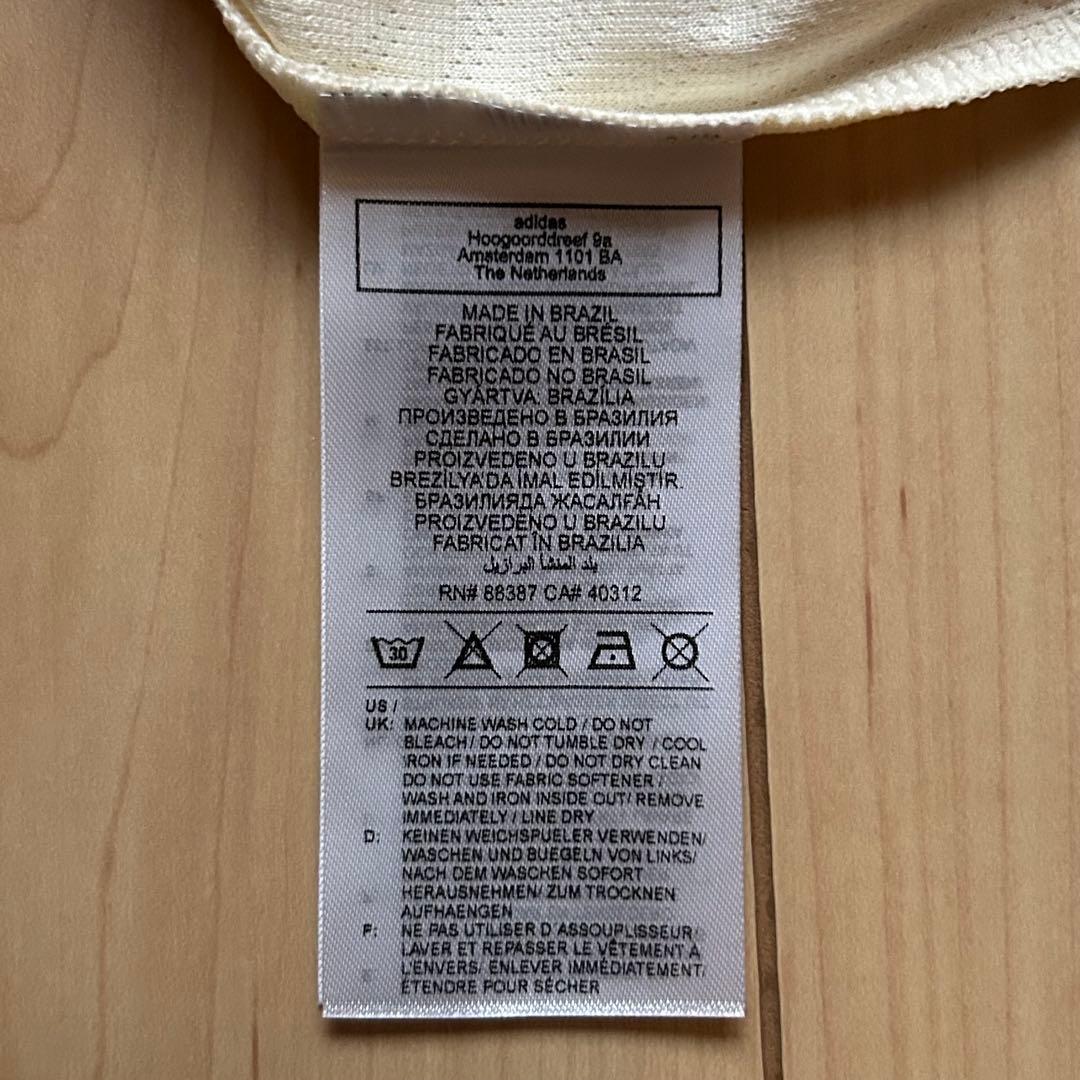 adidas
Hoogoorddreef 9a
Amsterdam 1101 BA
The Netherlands
MADE IN BRAZIL
FABRIQUÉ AU BRÉSIL
FABRICADO EN BRASIL
FABRICADO NO BRASIL
GYÁRTVA: BRAZÍLIA
ПРОИЗВЕДЕНО В БРАЗИЛИЯ
СДЕЛАНО В БРАЗИЛИИ
PROIZVEDENO U BRAZILU
BREZİLYA'DA İMAL EDİLMİŞTİR.
БРАЗИЛИЯДА ЖАСАЛҒАН
PROIZVEDENO U BRAZILU
FABRICAT ÎN BRAZILIA
بلد المنشأ البرازيل
RN# 88387 CA# 40312
30
US /
UK: MACHINE WASH COLD / DO NOT
BLEACH / DO NOT TUMBLE DRY / COOL
IRON IF NEEDED / DO NOT DRY CLEAN
DO NOT USE FABRIC SOFTENER /
WASH AND IRON INSIDE OUT/ REMOVE
IMMEDIATELY / LINE DRY
D: KEINEN WEICHSPUELER VERWENDEN/
WASCHEN UND BUEGELN VON LINKS/
NACH DEM WASCHEN SOFORT
HERAUSNEHMEN/ ZUM TROCKNEN
AUFHAENGEN
F: NE PAS UTILISER D'ASSOUPLISSEUR/
LAVER ET REPASSER LE VÊTEMENT À
L'ENVERS/ ENLEVER IMMÉDIATEMENT/
ÉTENDRE POUR SÉCHER